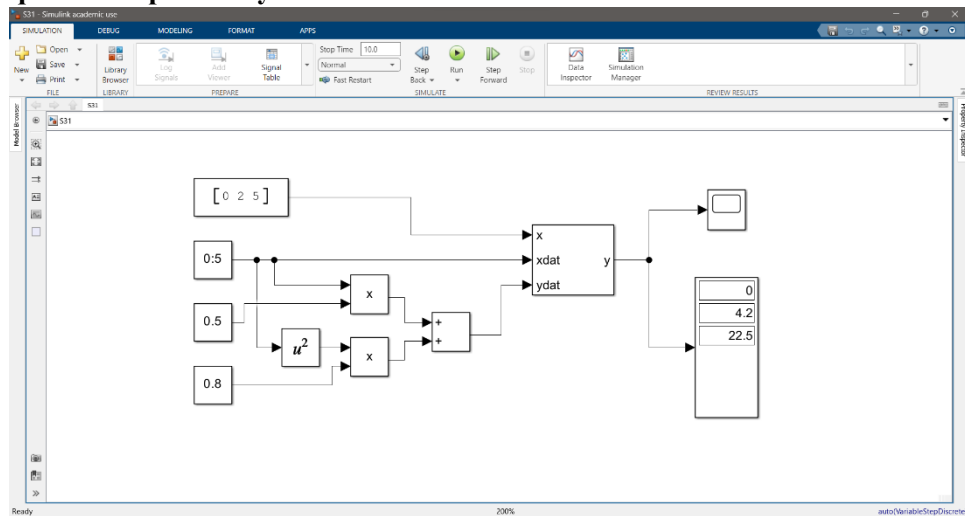 S31 - Simulink academic use
SIMULATION DEBUG MODELING FORMAT APPS
New
Open
Save
Print
FILE
Library Browser
LIBRARY
Log Signals
Add Viewer
Signal Table
PREPARE
Stop Time 10.0
Normal
Fast Restart
Step Back
Run
Step Forward
Stop
SIMULATE
Data Inspector
Simulation Manager
REVIEW RESULTS
Model Browser
S31
S31
Property Inspector
[0 2 5]
0:5
0.5
0.8
u²
x
x
+
+
x
xdat
ydat
y
0
4.2
22.5
Ready
200%
auto(VariableStepDiscrete